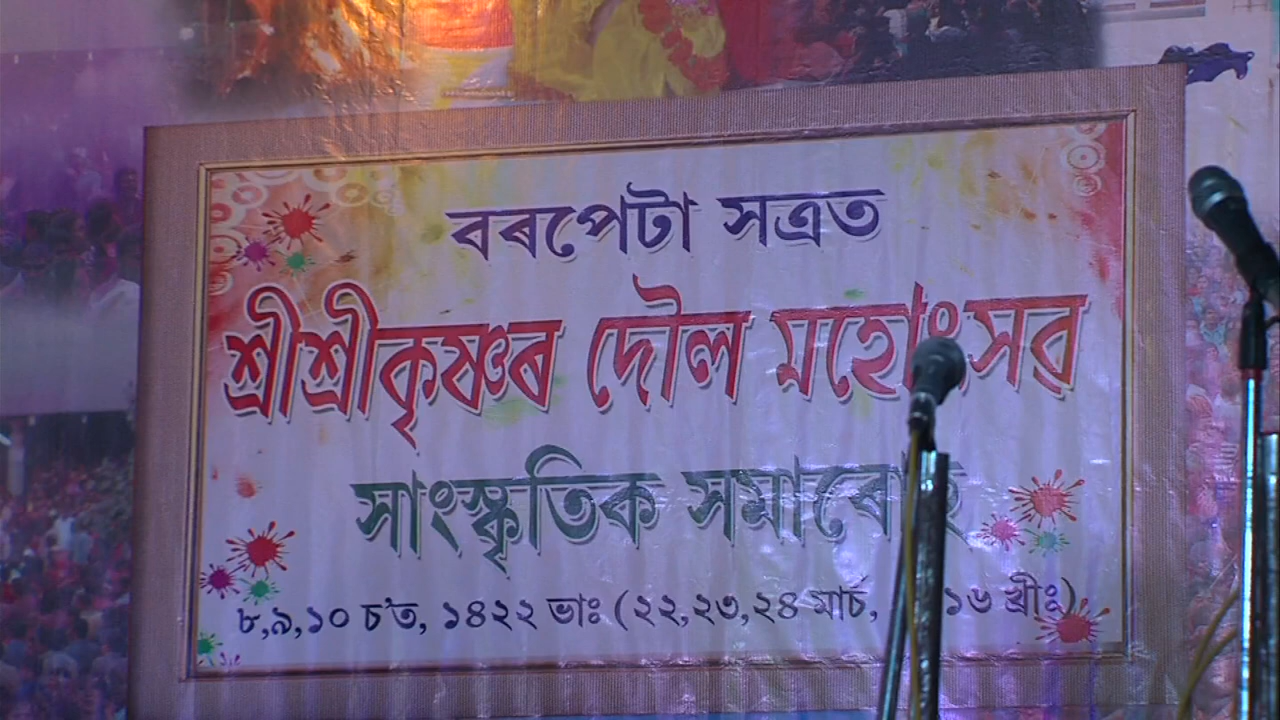 বৰপেটা সত্ৰত
শ্ৰীশ্ৰীকৃষ্ণৰ দৌল মহোৎসৱ
সাংস্কৃতিক সমাৰোহ
৮,৯,১০ চ'ত, ১৪২২ ভাঃ (২২,২৩,২৪ মাৰ্চ, ১৬ খ্ৰীঃ)